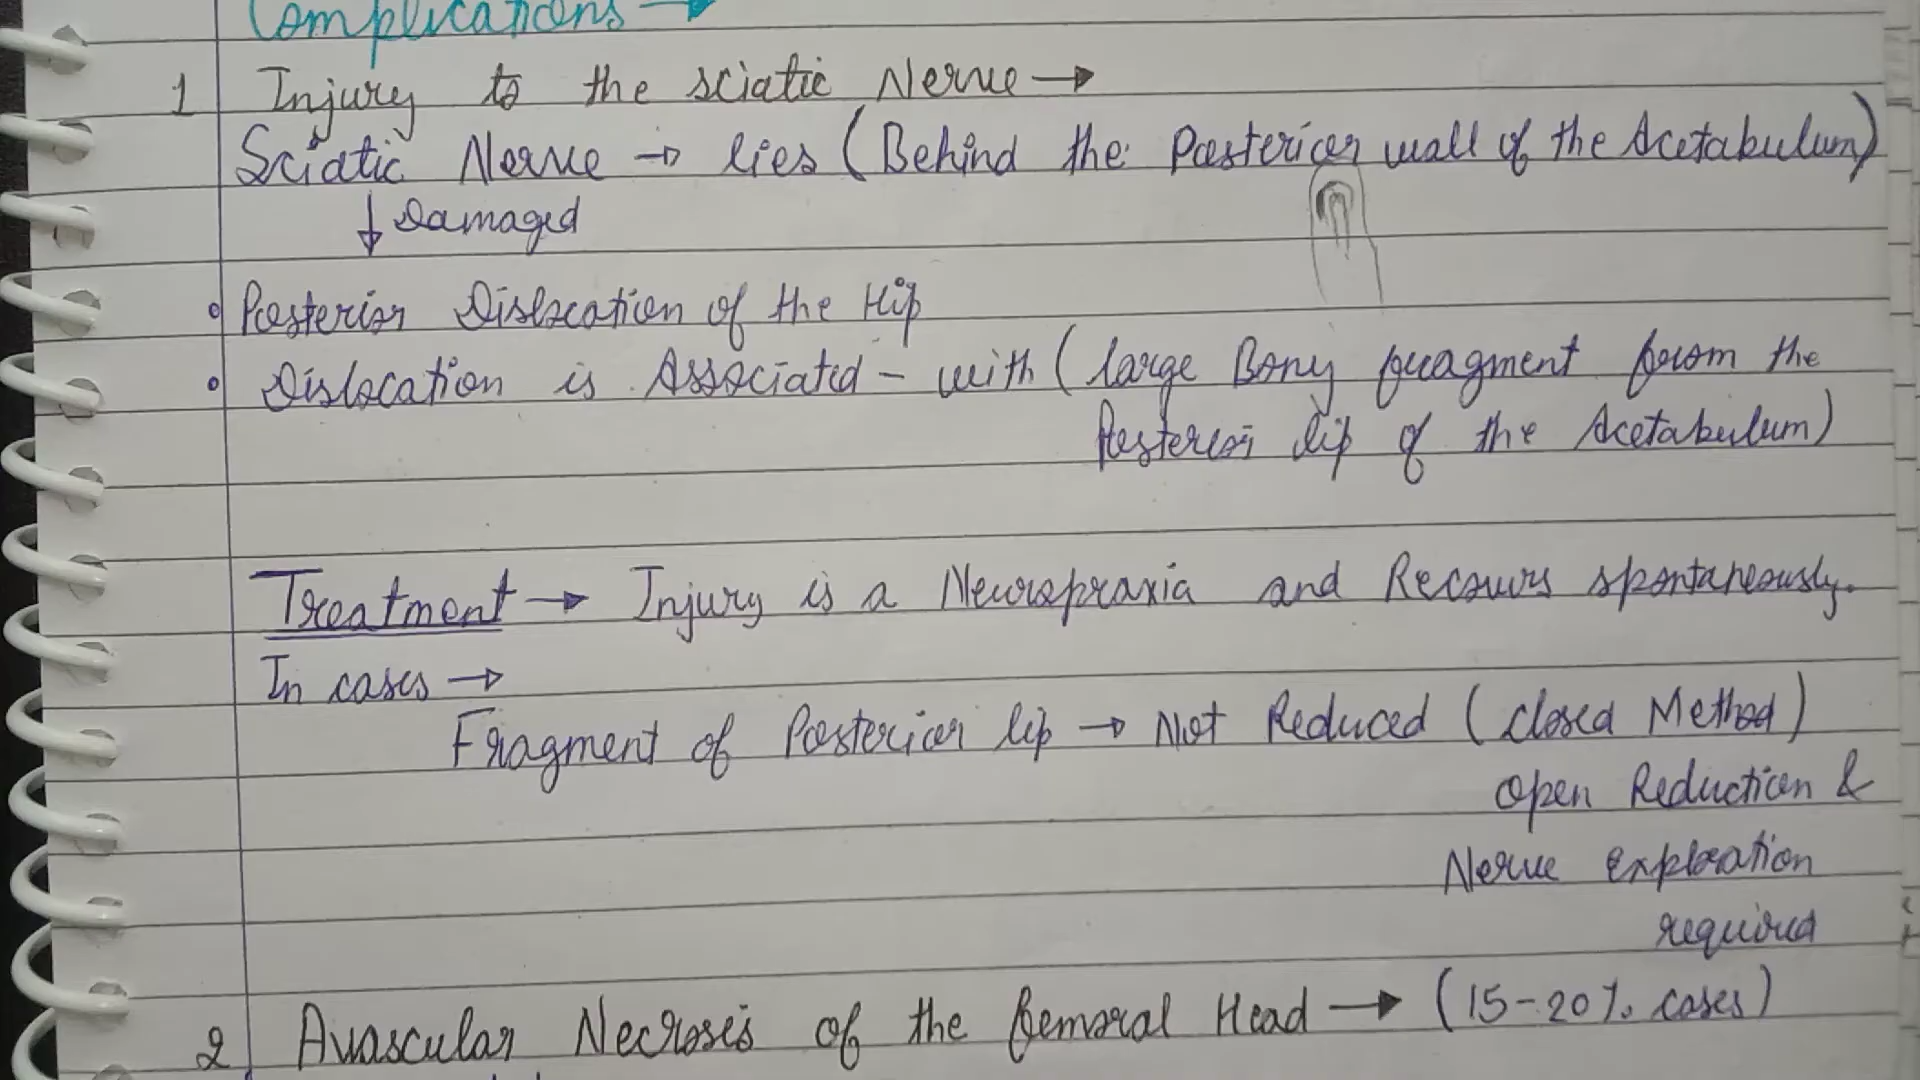 Complications →
1 Injury to the sciatic Nerve →
Sciatic Nerve → lies (Behind the Posterior wall of the Acetabulum)
↓ Damaged
• Posterior Dislocation of the Hip
• Dislocation is Associated - with (large Bony fragment from the
Posterior lip of the Acetabulum)
Treatment → Injury is a Neuropraxia and Recovers spontaneously.
In cases →
Fragment of Posterior lip → Not Reduced (closed Method)
open Reduction &
Nerve exploration
required
2 Avascular Necrosis of the femoral Head → (15-20% cases)